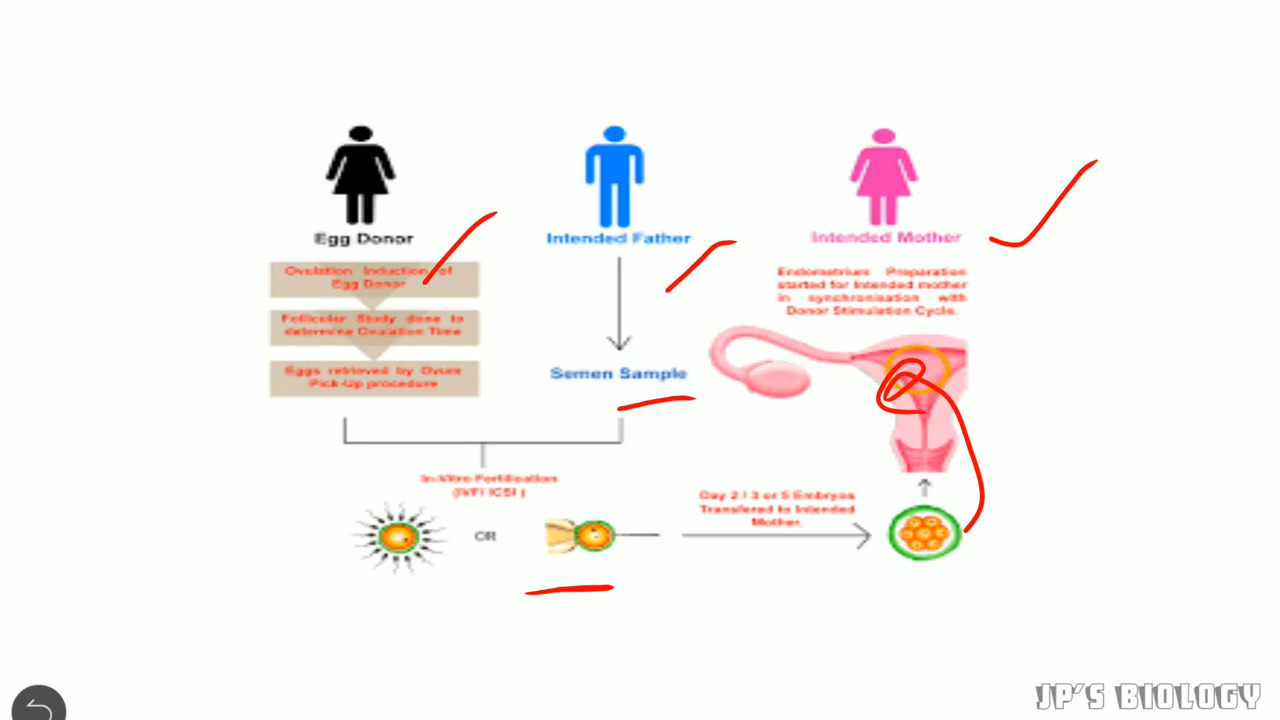 Egg Donor
Intended Father
Intended Mother
Ovulation Induction of
Egg Donor
Follicular Study done to
determine Ovulation Time
Eggs retrieved by Ovum
Pick-Up procedure
Semen Sample
Endometrium Preparation
started for Intended mother
in synchronisation with
Donor Stimulation Cycle.
In-Vitro Fertilisation
(IVF/ ICSI )
OR
Day 2 / 3 or 5 Embryos
Transfered to Intended
Mother.
JP'S BIOLOGY